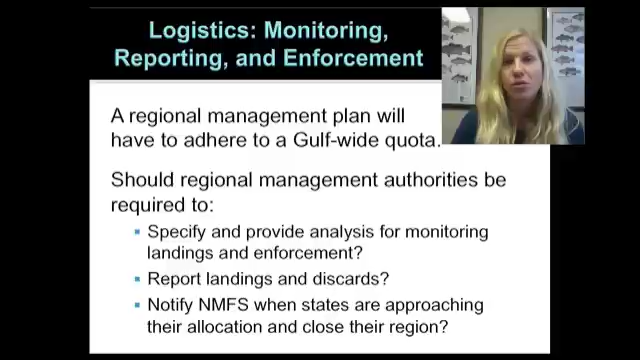 Logistics: Monitoring,
Reporting, and Enforcement
A regional management plan will
have to adhere to a Gulf-wide quota.
Should regional management authorities be
required to:
Specify and provide analysis for monitoring
landings and enforcement?
Report landings and discards?
Notify NMFS when states are approaching
their allocation and close their region?